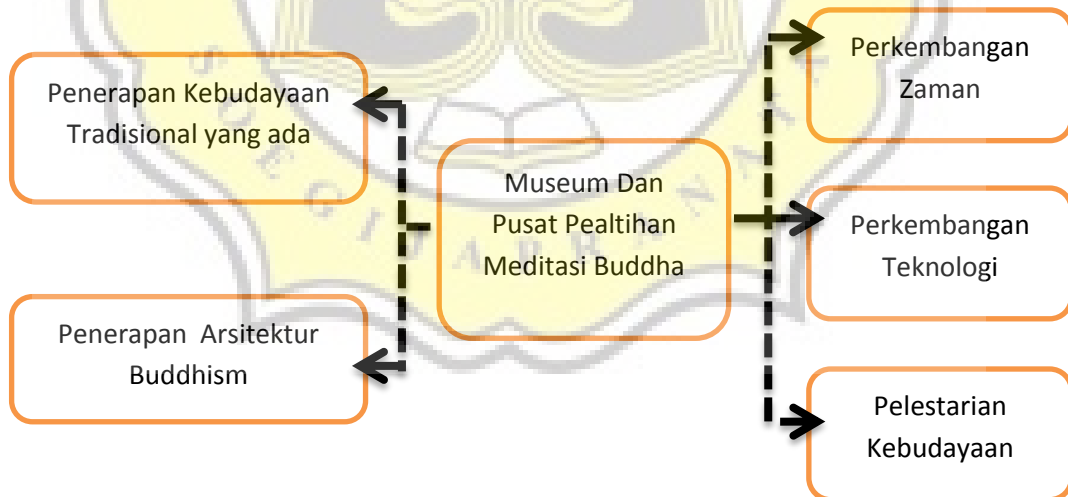 Penerapan Kebudayaan
Tradisional yang ada
Penerapan Arsitektur
Buddhism
Museum Dan
Pusat Pealtihan
Meditasi Buddha
Perkembangan
Zaman
Perkembangan
Teknologi
Pelestarian
Kebudayaan